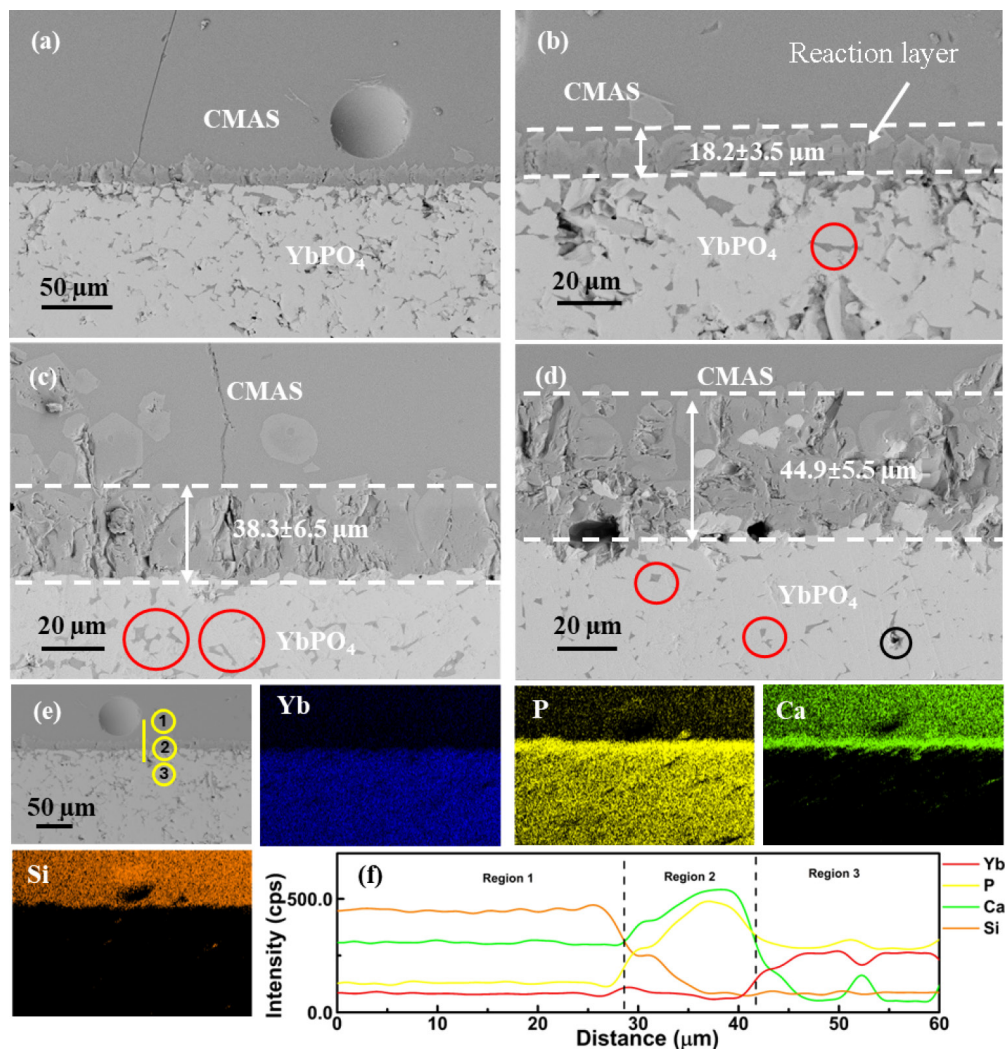 (a)
CMAS
YbPO4
50 μm
(b)
Reaction layer
CMAS
18.2±3.5 μm
YbPO4
20 μm
(c)
CMAS
38.3±6.5 μm
20 μm
YbPO4
(d)
CMAS
44.9±5.5 μm
YbPO4
20 μm
(e)
1
2
3
50 μm
Yb
P
Ca
Si
(f)
Region 1
Region 2
Region 3
Yb
P
Ca
Si
Intensity (cps)
500.0
0.0
0 10 20 30 40 50 60
Distance (μm)